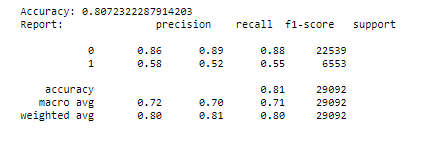 Accuracy: 0.8072322287914203
Report: precision recall f1-score support
0 0.86 0.89 0.88 22539
1 0.58 0.52 0.55 6553
accuracy 0.81 29092
macro avg 0.72 0.70 0.71 29092
weighted avg 0.80 0.81 0.80 29092